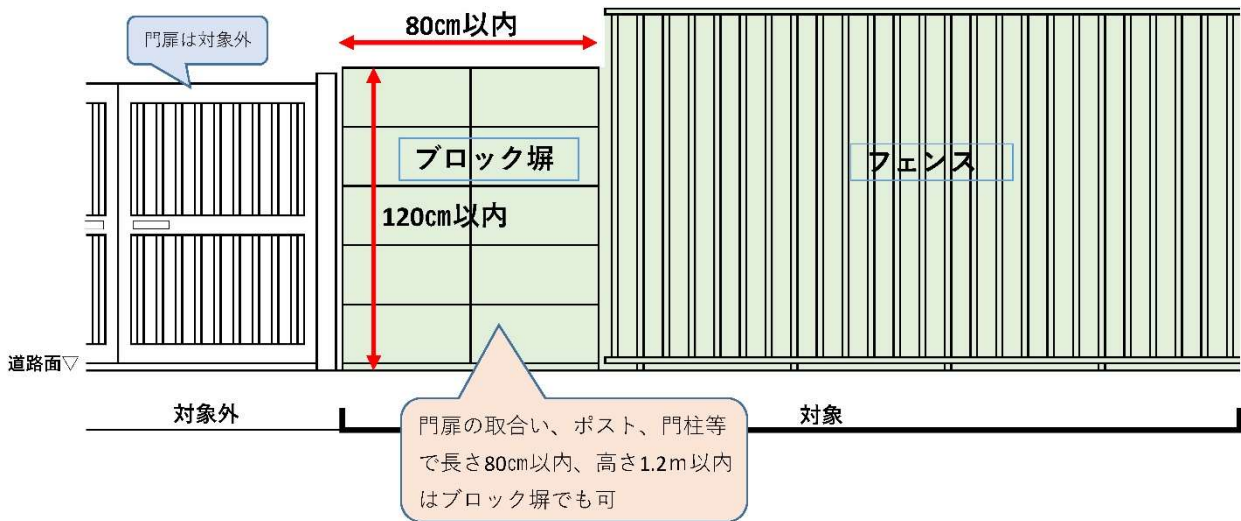 門扉は対象外
80㎝以内
ブロック塀
フェンス
120㎝以内
道路面▽
対象外
対象
門扉の取合い、ポスト、門柱等
で長さ80㎝以内、高さ1.2ｍ以内
はブロック塀でも可